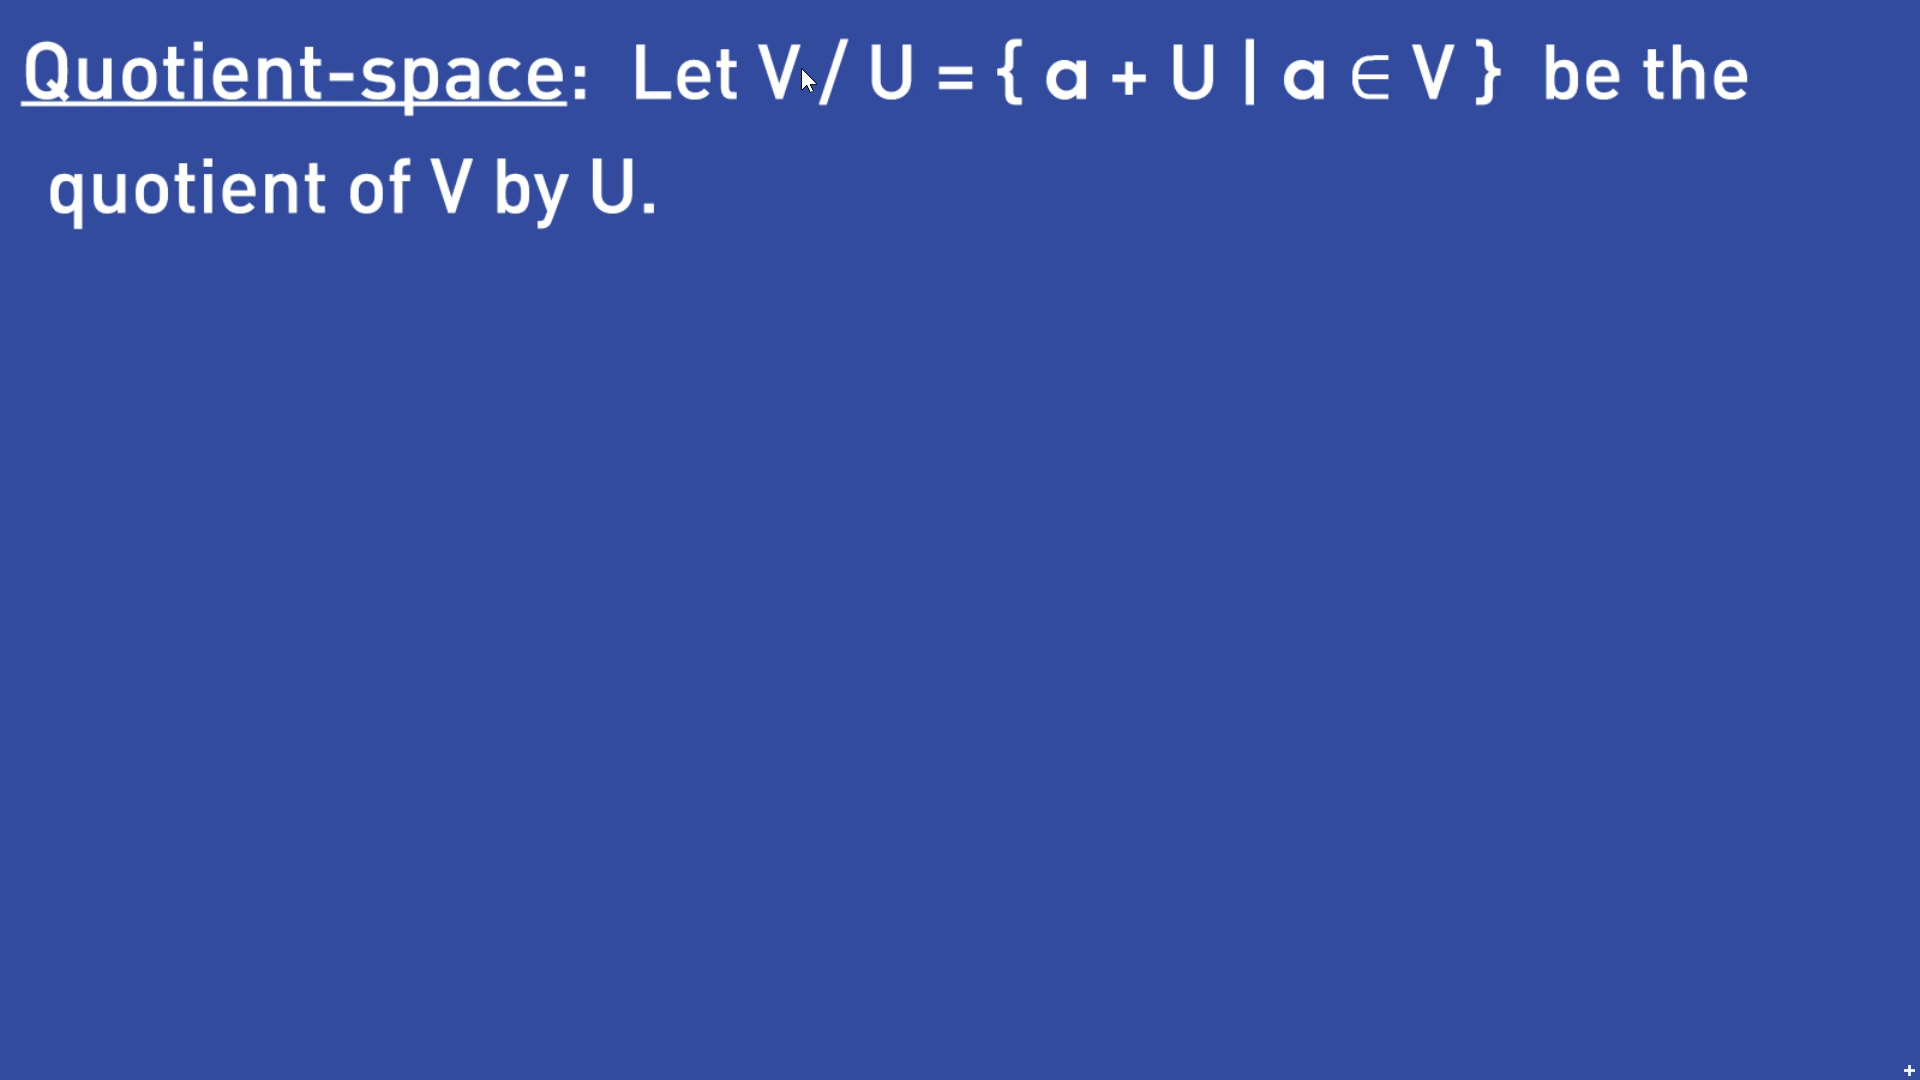 Quotient-space: Let V / U = { a + U | a ∈ V } be the
quotient of V by U.
+